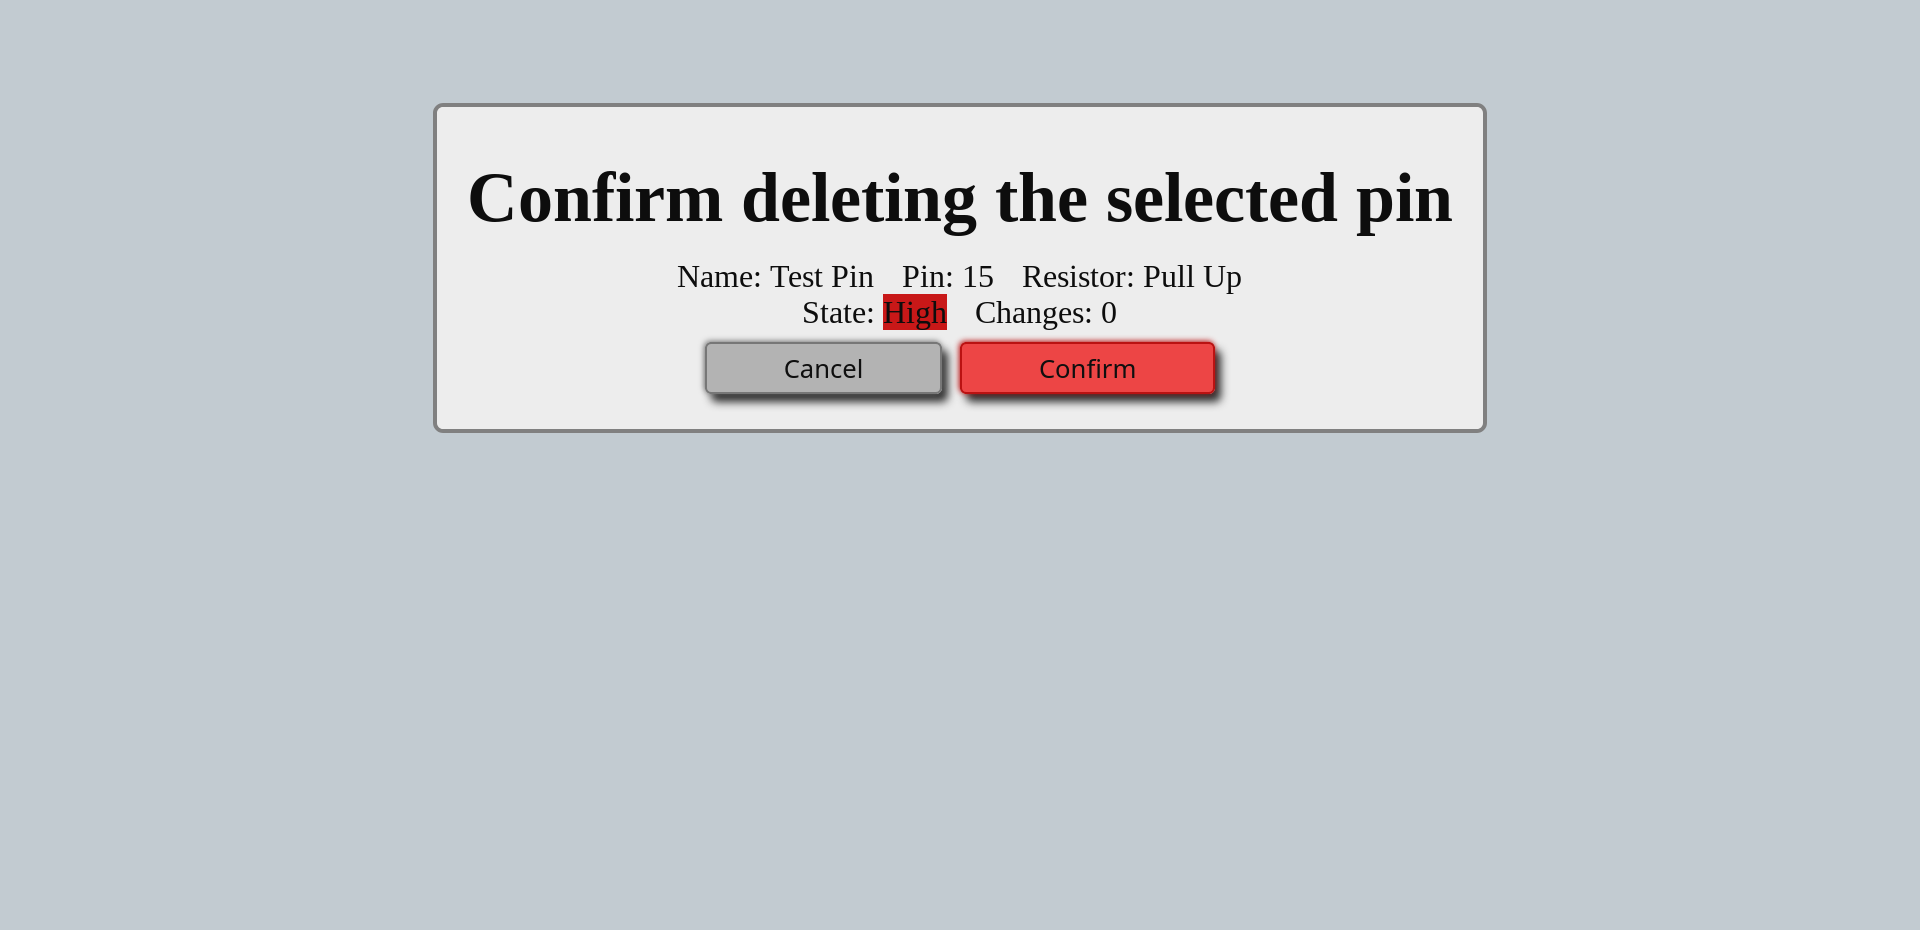 Confirm deleting the selected pin
Name: Test Pin Pin: 15 Resistor: Pull Up
State: High Changes: 0
Cancel Confirm